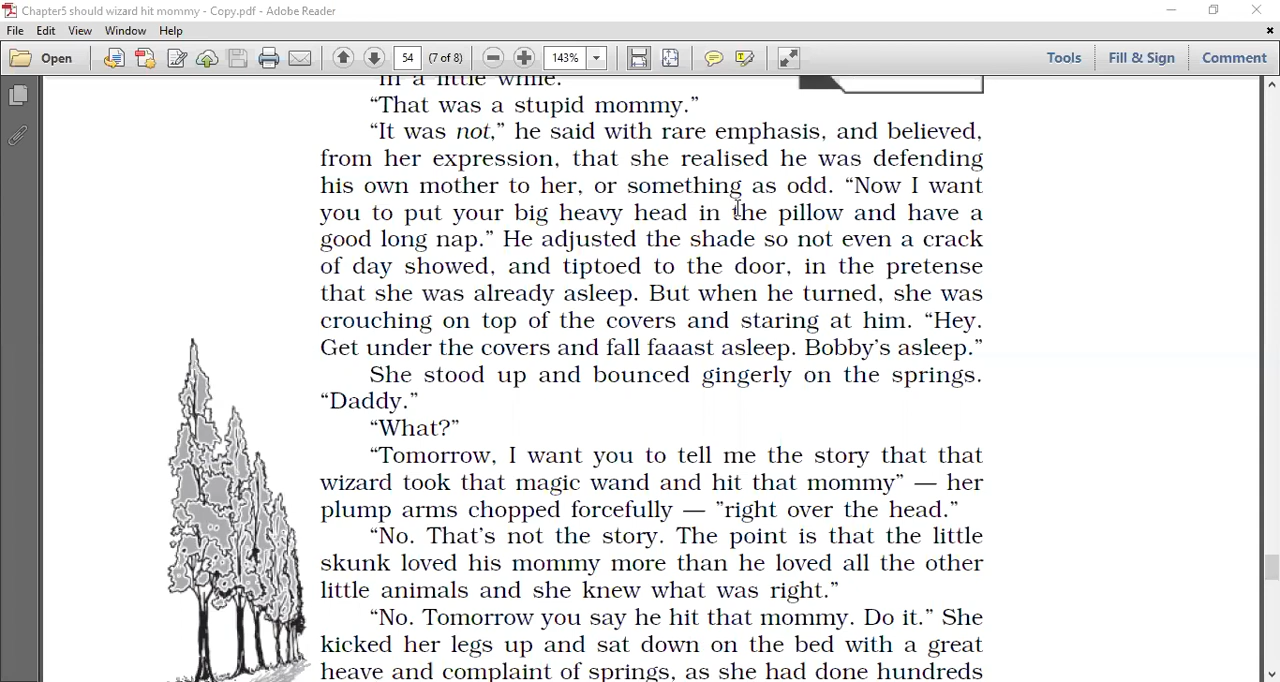 Chapter5 should wizard hit mommy - Copy.pdf - Adobe Reader
File Edit View Window Help
Open 54 (7 of 8) 143% Tools Fill & Sign Comment
in a little while.
“That was a stupid mommy.”
“It was not,” he said with rare emphasis, and believed,
from her expression, that she realised he was defending
his own mother to her, or something as odd. “Now I want
you to put your big heavy head in the pillow and have a
good long nap.” He adjusted the shade so not even a crack
of day showed, and tiptoed to the door, in the pretense
that she was already asleep. But when he turned, she was
crouching on top of the covers and staring at him. “Hey.
Get under the covers and fall faaast asleep. Bobby’s asleep.”
She stood up and bounced gingerly on the springs.
“Daddy.”
“What?”
“Tomorrow, I want you to tell me the story that that
wizard took that magic wand and hit that mommy” — her
plump arms chopped forcefully — ”right over the head.”
“No. That’s not the story. The point is that the little
skunk loved his mommy more than he loved all the other
little animals and she knew what was right.”
“No. Tomorrow you say he hit that mommy. Do it.” She
kicked her legs up and sat down on the bed with a great
heave and complaint of springs, as she had done hundreds